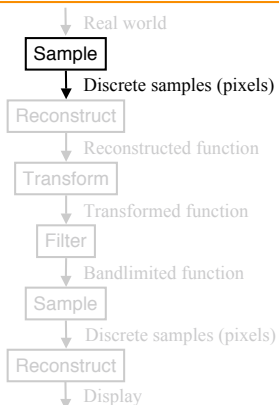 Real world
Sample
Discrete samples (pixels)
Reconstruct
Reconstructed function
Transform
Transformed function
Filter
Bandlimited function
Sample
Discrete samples (pixels)
Reconstruct
Display